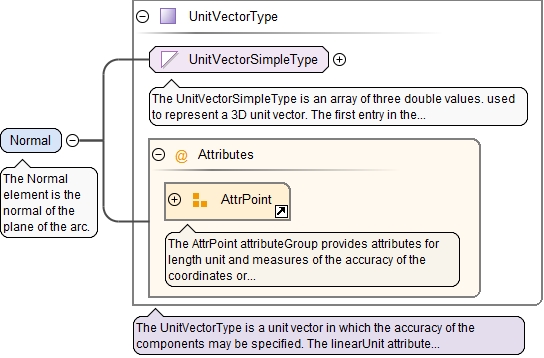 UnitVectorType
UnitVectorSimpleType
The UnitVectorSimpleType is an array of three double values. used
to represent a 3D unit vector. The first entry in the...
Normal
The Normal
element is the
normal of the
plane of the arc.
@ Attributes
AttrPoint
The AttrPoint attributeGroup provides attributes for
length unit and measures of the accuracy of the
coordinates or...
The UnitVectorType is a unit vector in which the accuracy of the
components may be specified. The linearUnit attribute...